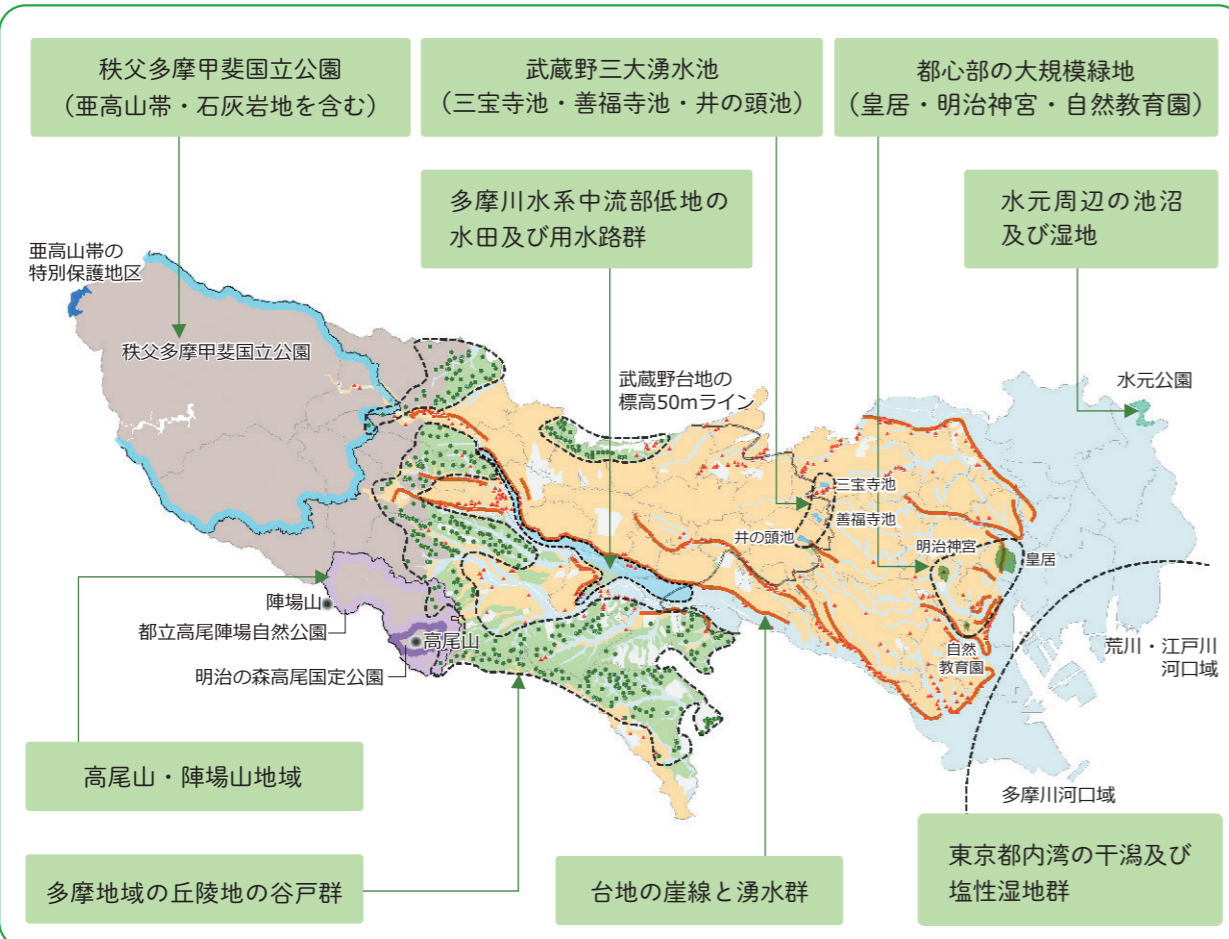 秩父多摩甲斐国立公園
（亜高山帯・石灰岩地を含む）
武蔵野三大湧水池
（三宝寺池・善福寺池・井の頭池）
都心部の大規模緑地
（皇居・明治神宮・自然教育園）
多摩川水系中流部低地の
水田及び用水路群
水元周辺の池沼
及び湿地
亜高山帯の
特別保護地区
秩父多摩甲斐国立公園
武蔵野台地の
標高50mライン
水元公園
三宝寺池
善福寺池
井の頭池
明治神宮
皇居
陣場山
都立高尾陣場自然公園
高尾山
明治の森高尾国定公園
自然
教育園
荒川・江戸川
河口域
多摩川河口域
高尾山・陣場山地域
多摩地域の丘陵地の谷戸群
台地の崖線と湧水群
東京都内湾の干潟及び
塩性湿地群